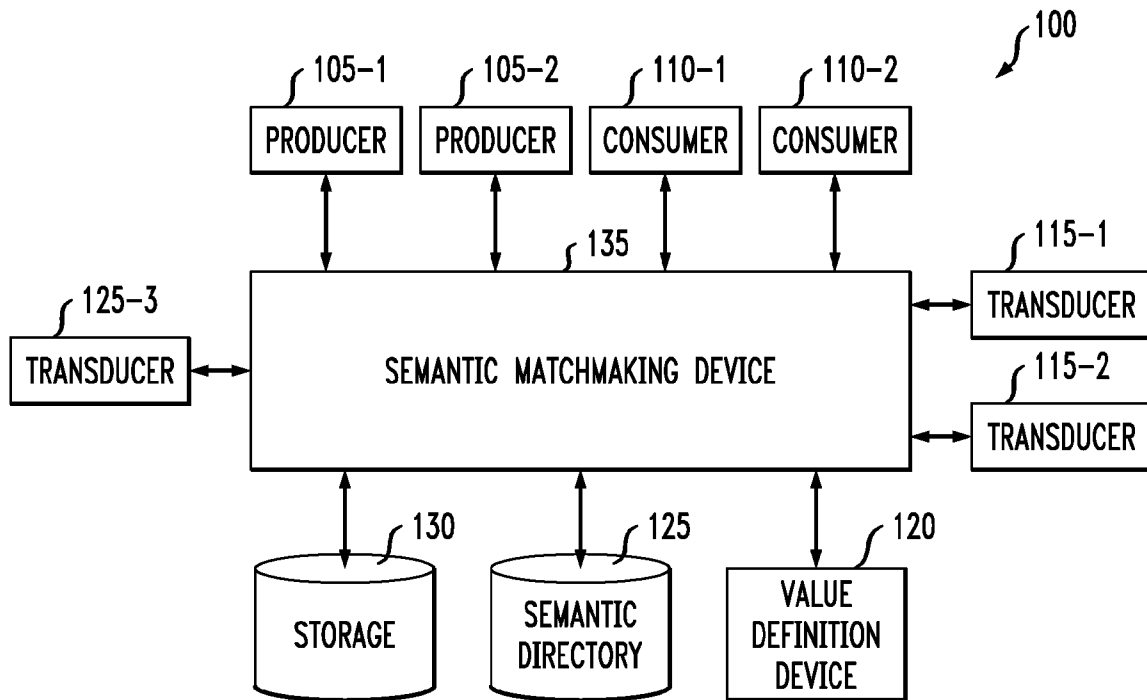 100
105-1
105-2
110-1
110-2
PRODUCER
PRODUCER
CONSUMER
CONSUMER
135
115-1
125-3
TRANSDUCER
TRANSDUCER
SEMANTIC MATCHMAKING DEVICE
115-2
TRANSDUCER
130
125
120
STORAGE
SEMANTIC
DIRECTORY
VALUE
DEFINITION
DEVICE